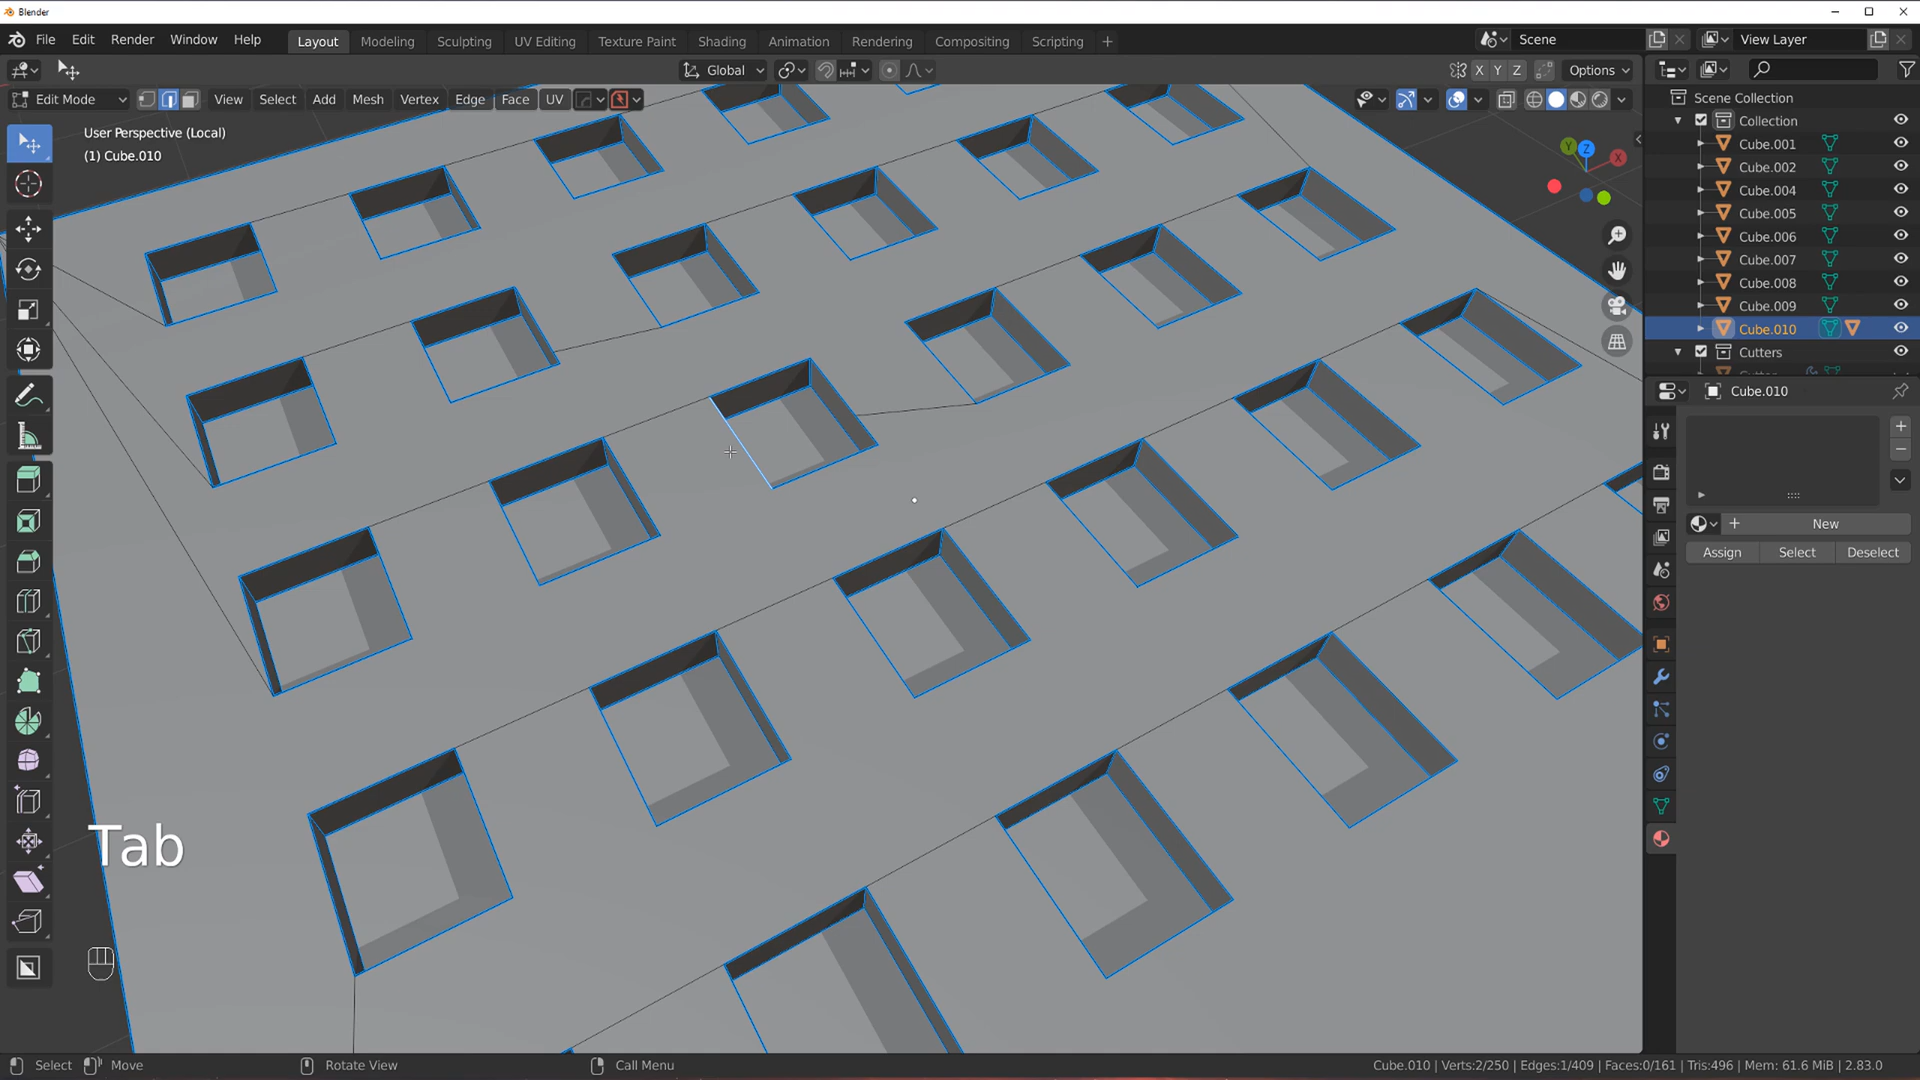 Blender
File Edit Render Window Help
Layout Modeling Sculpting UV Editing Texture Paint Shading Animation Rendering Compositing Scripting +
Scene
View Layer
Global
X Y Z
Options
Edit Mode
View Select Add Mesh Vertex Edge Face UV
User Perspective (Local)
(1) Cube.010
Y Z X
Scene Collection
Collection
Cube.001
Cube.002
Cube.004
Cube.005
Cube.006
Cube.007
Cube.008
Cube.009
Cube.010
Cutters
Cube.010
New
Assign Select Deselect
Tab
Select Move Rotate View Call Menu
Cube.010 | Verts:2/250 | Edges:1/409 | Faces:0/161 | Tris:496 | Mem: 61.6 MiB | 2.83.0